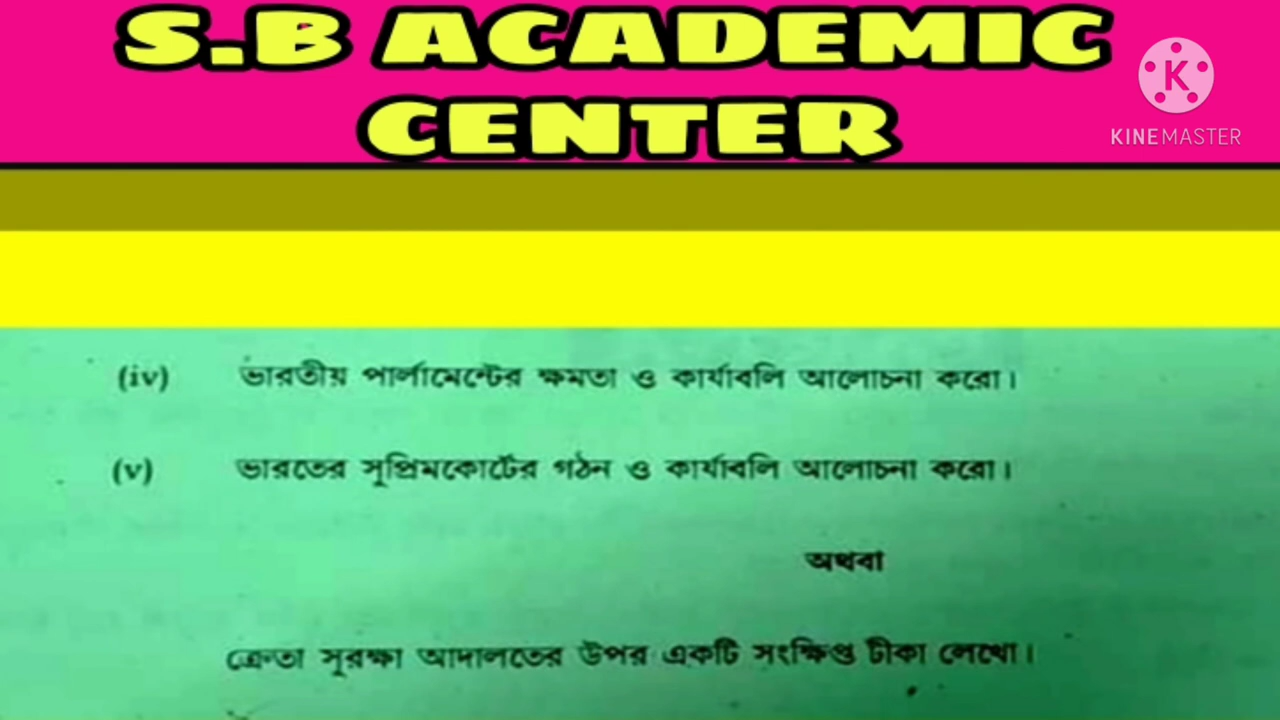 S.B ACADEMIC
CENTER
K
KINEMASTER
(iv) ভারতীয় পার্লামেন্টের ক্ষমতা ও কার্যাবলি আলোচনা করো।
(v) ভারতের সুপ্রিমকোর্টের গঠন ও কার্যাবলি আলোচনা করো।
অথবা
ক্রেতা সুরক্ষা আদালতের উপর একটি সংক্ষিপ্ত টীকা লেখো।